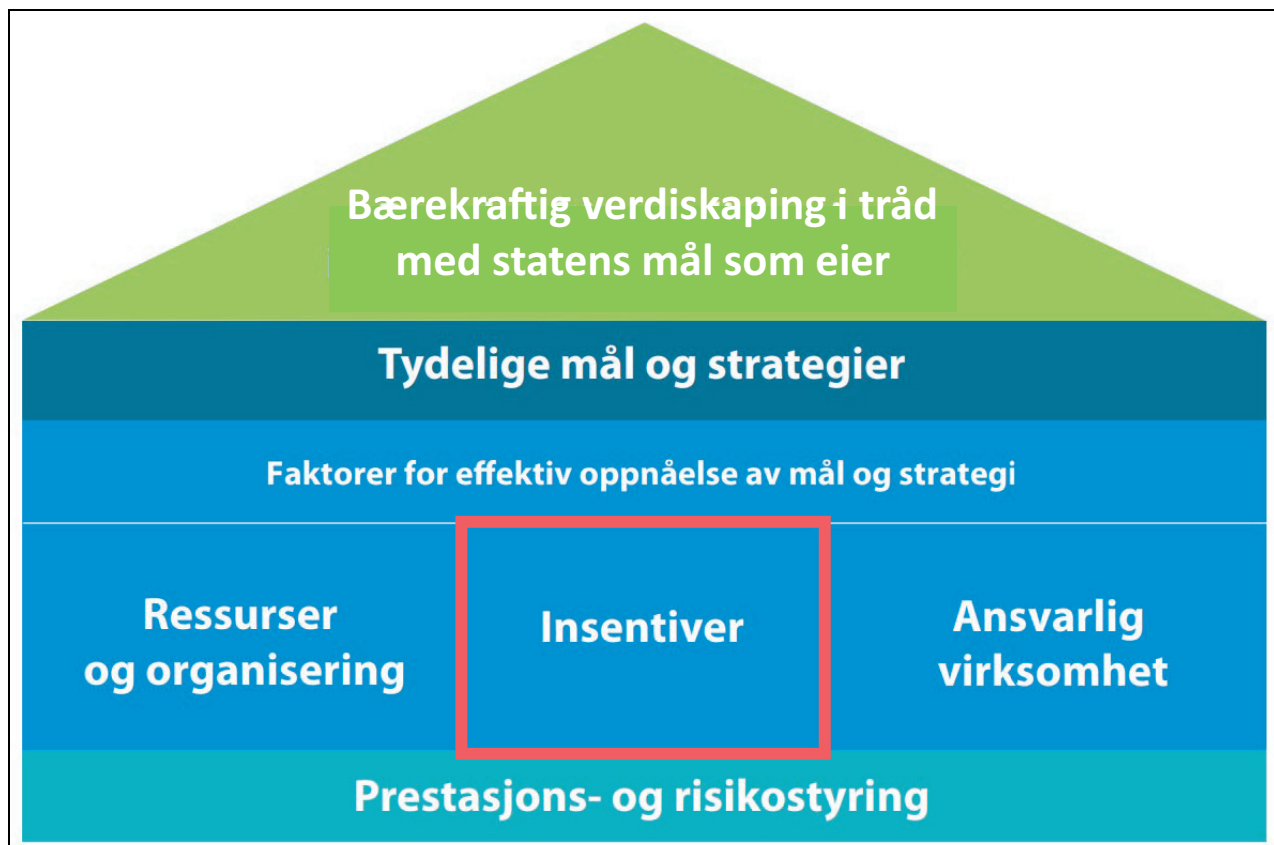 Bærekraftig verdiskaping i tråd
med statens mål som eier
Tydelige mål og strategier
Faktorer for effektiv oppnåelse av mål og strategi
Ressurser
og organisering
Insentiver
Ansvarlig
virksomhet
Prestasjons- og risikostyring